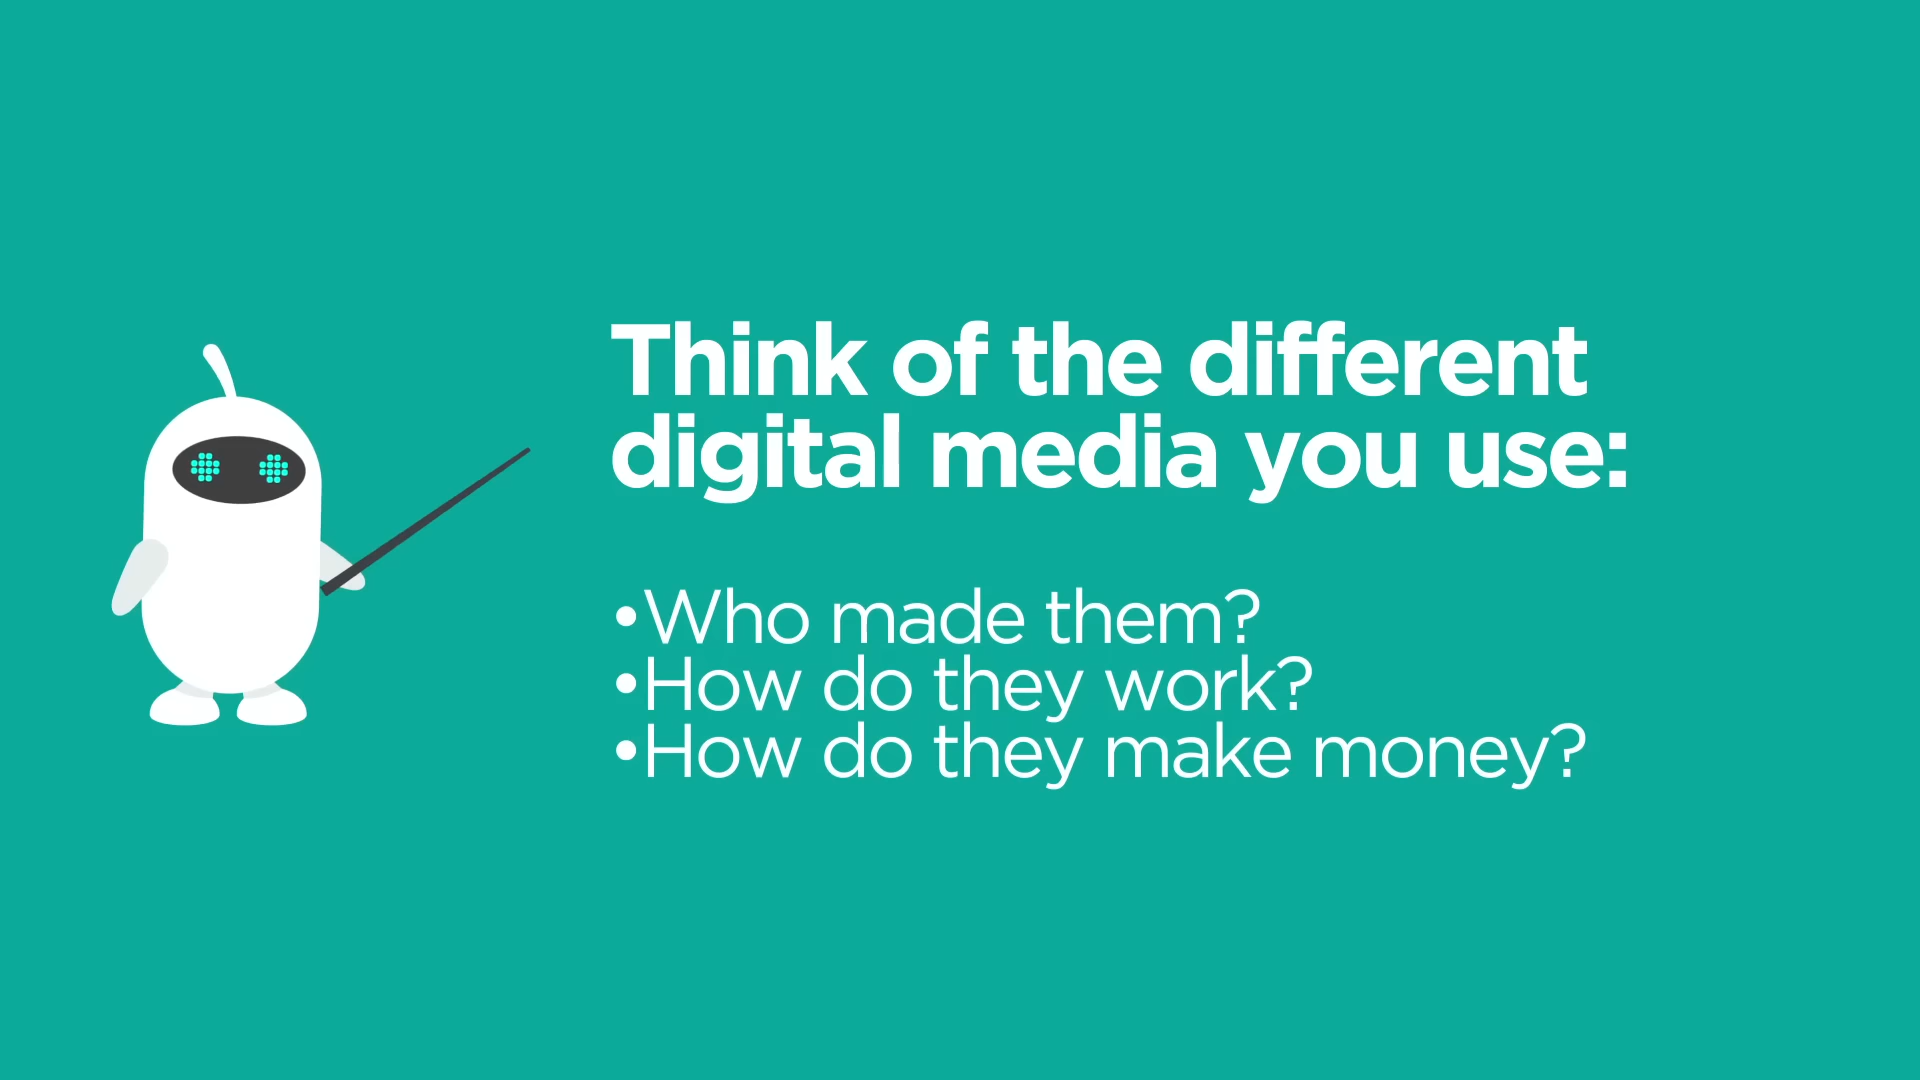 Think of the different
digital media you use:
•Who made them?
•How do they work?
•How do they make money?